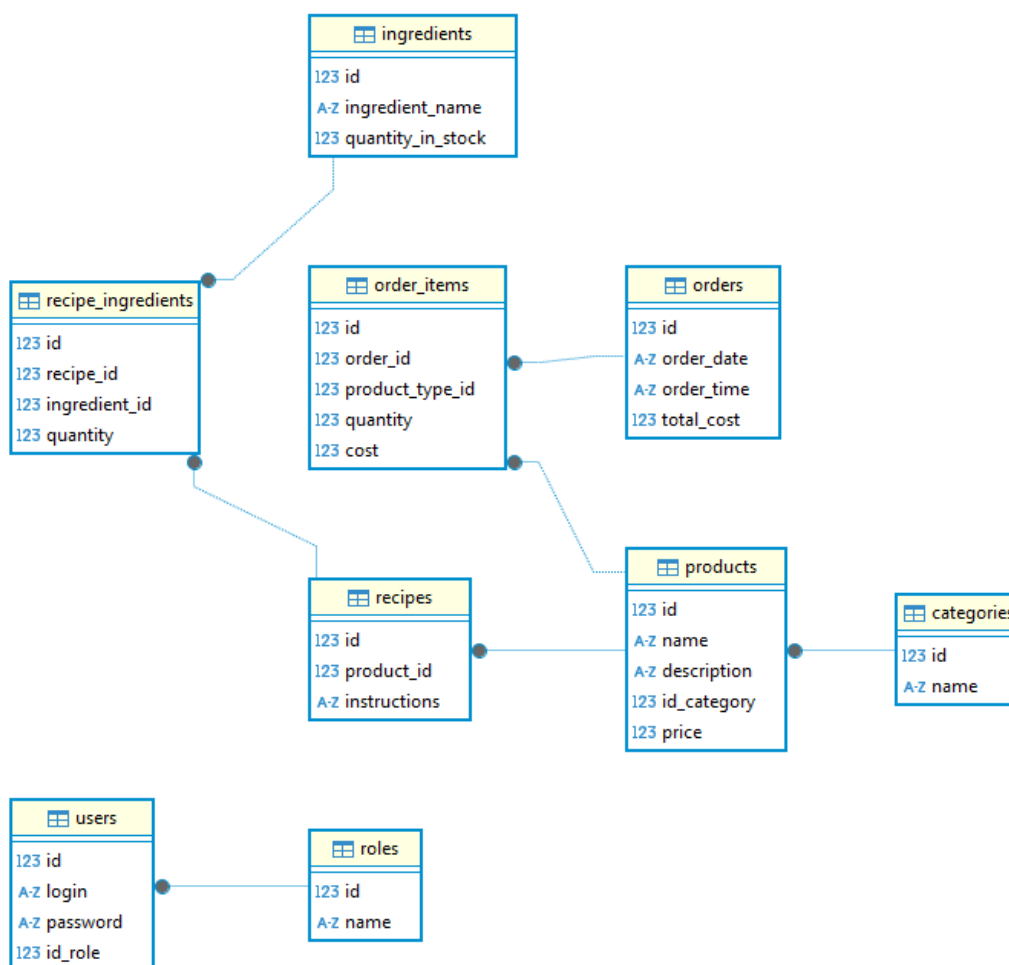 ingredients
123 id
A-Z ingredient_name
123 quantity_in_stock
recipe_ingredients
123 id
123 recipe_id
123 ingredient_id
123 quantity
order_items
123 id
123 order_id
123 product_type_id
123 quantity
123 cost
orders
123 id
A-Z order_date
A-Z order_time
123 total_cost
recipes
123 id
123 product_id
A-Z instructions
products
123 id
A-Z name
A-Z description
123 id_category
123 price
categories
123 id
A-Z name
users
123 id
A-Z login
A-Z password
123 id_role
roles
123 id
A-Z name